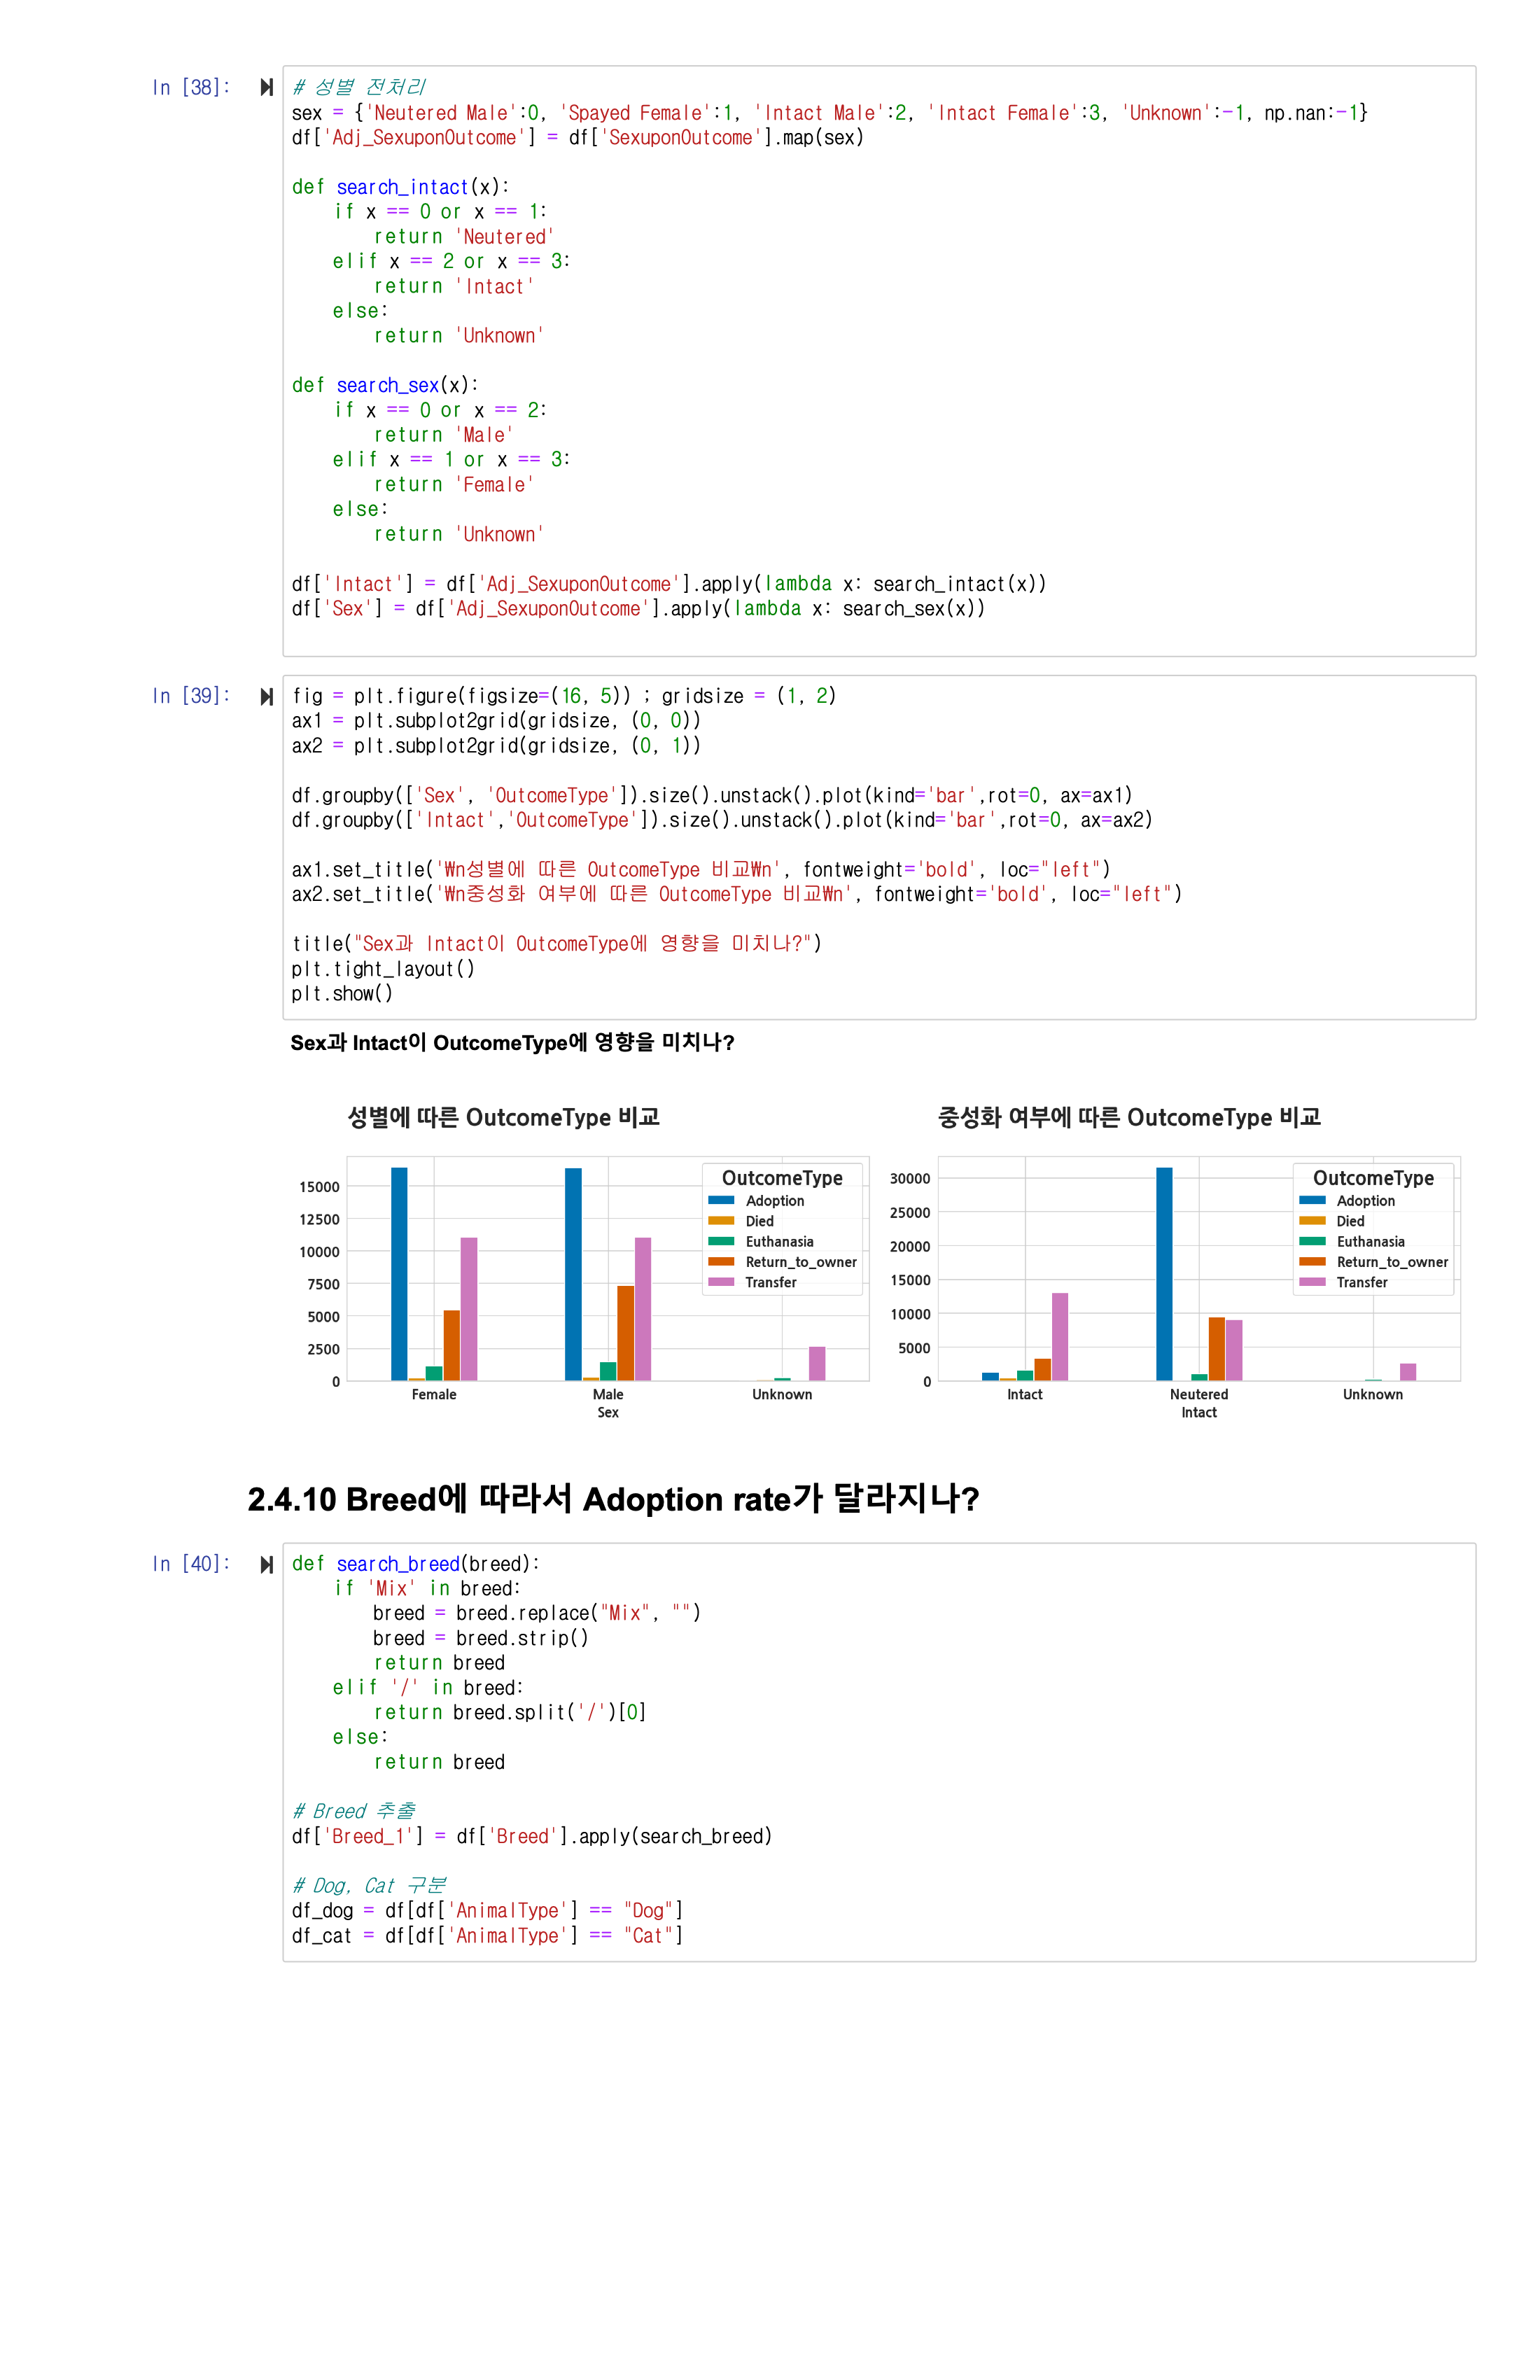 In [38]:
# 성별 전처리
sex = {'Neutered Male':0, 'Spayed Female':1, 'Intact Male':2, 'Intact Female':3, 'Unknown':-1, np.nan:-1}
df['Adj_SexuponOutcome'] = df['SexuponOutcome'].map(sex)
def search_intact(x):
    if x == 0 or x == 1:
        return 'Neutered'
    elif x == 2 or x == 3:
        return 'Intact'
    else:
        return 'Unknown'
def search_sex(x):
    if x == 0 or x == 2:
        return 'Male'
    elif x == 1 or x == 3:
        return 'Female'
    else:
        return 'Unknown'
df['Intact'] = df['Adj_SexuponOutcome'].apply(lambda x: search_intact(x))
df['Sex'] = df['Adj_SexuponOutcome'].apply(lambda x: search_sex(x))
In [39]:
fig = plt.figure(figsize=(16, 5)) ; gridsize = (1, 2)
ax1 = plt.subplot2grid(gridsize, (0, 0))
ax2 = plt.subplot2grid(gridsize, (0, 1))
df.groupby(['Sex', 'OutcomeType']).size().unstack().plot(kind='bar',rot=0, ax=ax1)
df.groupby(['Intact','OutcomeType']).size().unstack().plot(kind='bar',rot=0, ax=ax2)
ax1.set_title('₩n성별에 따른 OutcomeType 비교₩n', fontweight='bold', loc="left")
ax2.set_title('₩n중성화 여부에 따른 OutcomeType 비교₩n', fontweight='bold', loc="left")
title("Sex과 Intact이 OutcomeType에 영향을 미치나?")
plt.tight_layout()
plt.show()
Sex과 Intact이 OutcomeType에 영향을 미치나?
성별에 따른 OutcomeType 비교
15000
12500
10000
7500
5000
2500
0
OutcomeType
Adoption
Died
Euthanasia
Return_to_owner
Transfer
Female
Male
Unknown
Sex
중성화 여부에 따른 OutcomeType 비교
30000
25000
20000
15000
10000
5000
0
OutcomeType
Adoption
Died
Euthanasia
Return_to_owner
Transfer
Intact
Neutered
Unknown
Intact
2.4.10 Breed에 따라서 Adoption rate가 달라지나?
In [40]:
def search_breed(breed):
    if 'Mix' in breed:
        breed = breed.replace("Mix", "")
        breed = breed.strip()
        return breed
    elif '/' in breed:
        return breed.split('/')[0]
    else:
        return breed
# Breed 추출
df['Breed_1'] = df['Breed'].apply(search_breed)
# Dog, Cat 구분
df_dog = df[df['AnimalType'] == "Dog"]
df_cat = df[df['AnimalType'] == "Cat"]